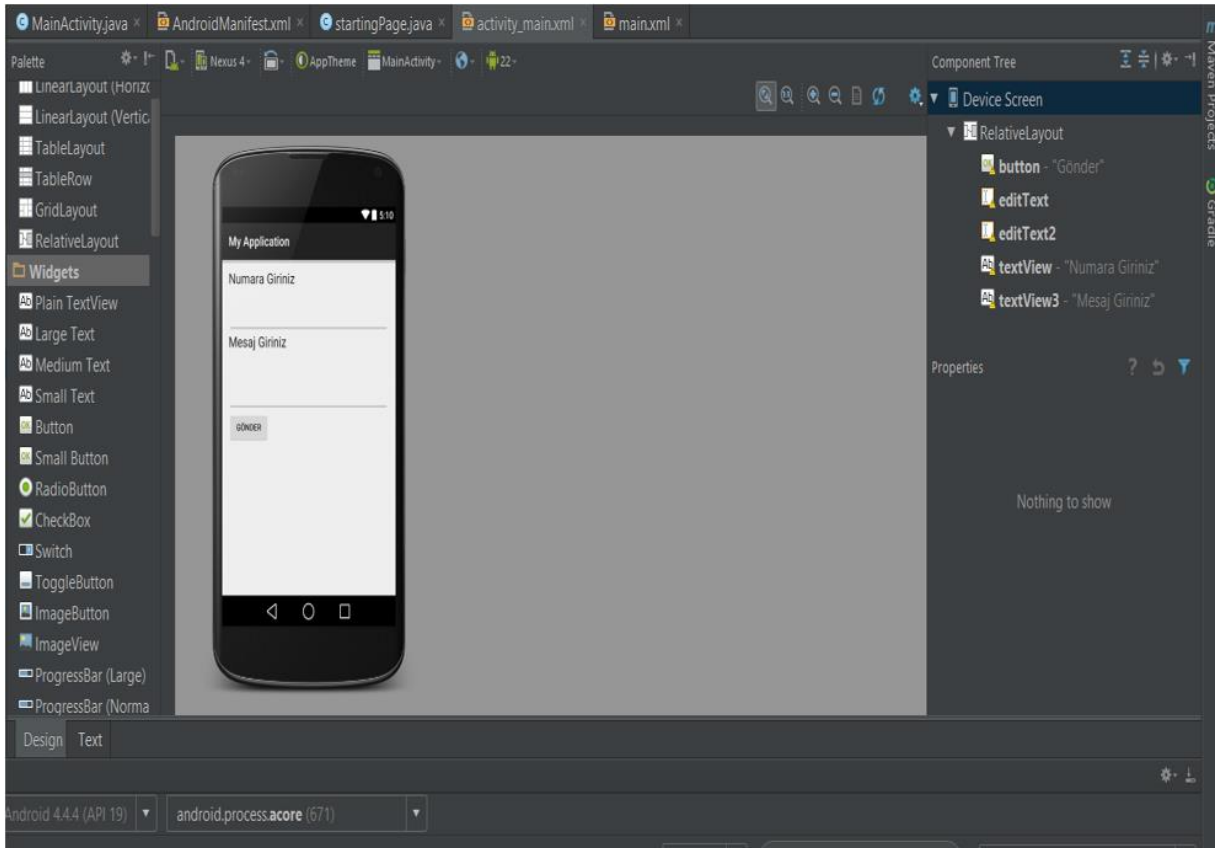 MainActivity.java × AndroidManifest.xml × startingPage.java × activity_main.xml × main.xml ×
Palette
Nexus 4 AppTheme MainActivity 22
Component Tree
LinearLayout (Horizo
LinearLayout (Vertic
TableLayout
TableRow
GridLayout
RelativeLayout
Widgets
Plain TextView
Large Text
Medium Text
Small Text
Button
Small Button
RadioButton
CheckBox
Switch
ToggleButton
ImageButton
ImageView
ProgressBar (Large)
ProgressBar (Norma
5:10
My Application
Numara Giriniz
Mesaj Giriniz
GÖNDER
Device Screen
RelativeLayout
button - "Gönder"
editText
editText2
textView - "Numara Giriniz"
textView3 - "Mesaj Giriniz"
Properties ?
Nothing to show
Maven Projects
Gradle
Design Text
Android 4.4.4 (API 19) android.process.acore (671)